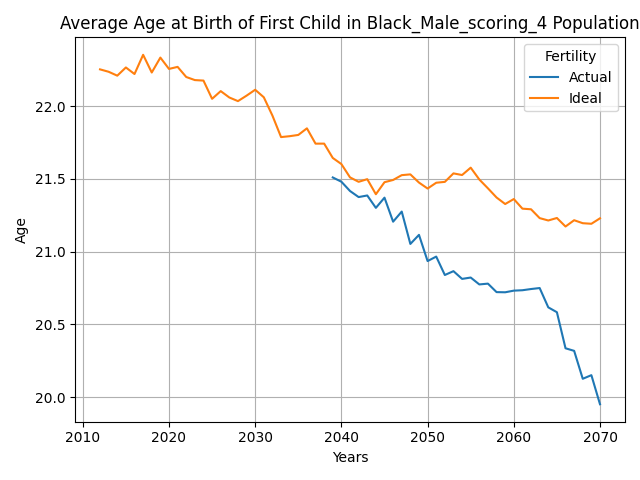 Average Age at Birth of First Child in Black_Male_scoring_4 Population
Fertility
Actual
Ideal
Age
22.0
21.5
21.0
20.5
20.0
2010 2020 2030 2040 2050 2060 2070
Years